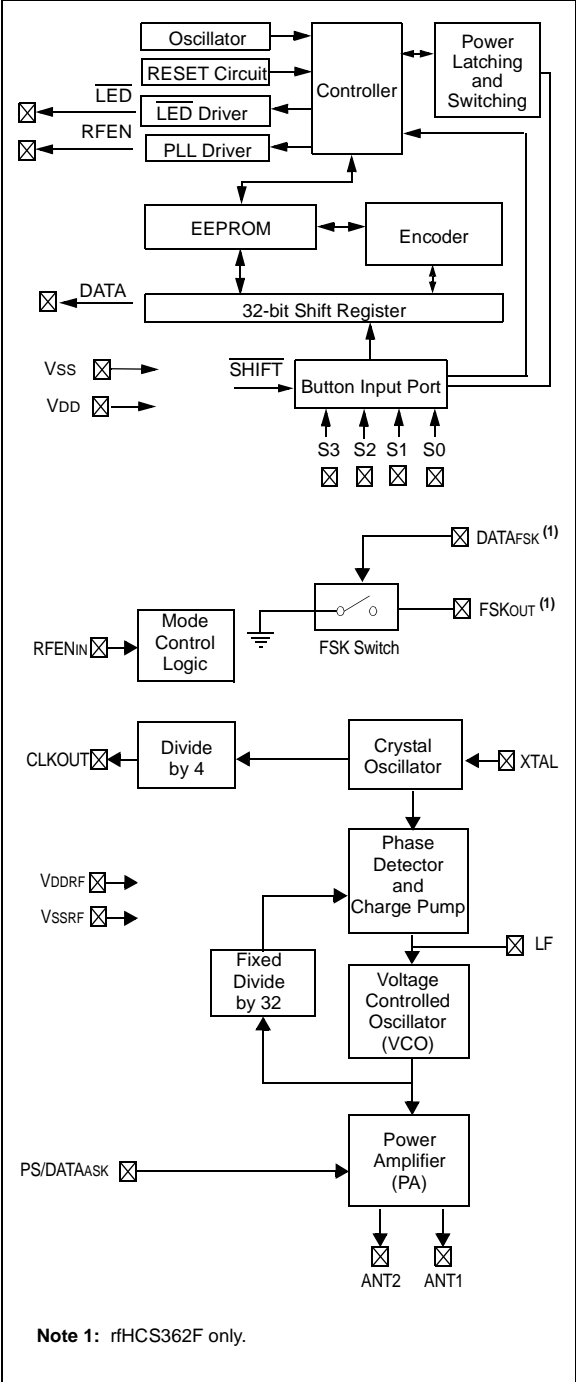 Oscillator
RESET Circuit
LED
LED Driver
RFEN
PLL Driver
Controller
Power
Latching
and
Switching
EEPROM
Encoder
DATA
32-bit Shift Register
VSS
VDD
SHIFT
Button Input Port
S3 S2 S1 S0
DATAFSK (1)
FSKOUT (1)
FSK Switch
RFENIN
Mode
Control
Logic
CLKOUT
Divide
by 4
Crystal
Oscillator
XTAL
Phase
Detector
and
Charge Pump
VDDRF
VSSRF
LF
Fixed
Divide
by 32
Voltage
Controlled
Oscillator
(VCO)
PS/DATAASK
Power
Amplifier
(PA)
ANT2 ANT1
Note 1: rfHCS362F only.